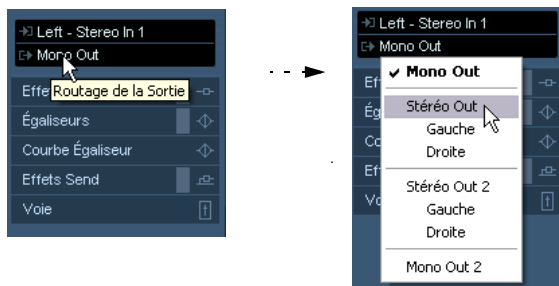 Left - Stereo In 1
Mono Out
Effe
Routage de la Sortie
Égaliseurs
Courbe Égaliseur
Effets Send
Voie
Left - Stereo In 1
Mono Out
Ef
Mono Out
Ég
Stéréo Out
Gauche
Co
Droite
Ef
Stéréo Out 2
Vo
Gauche
Droite
Mono Out 2